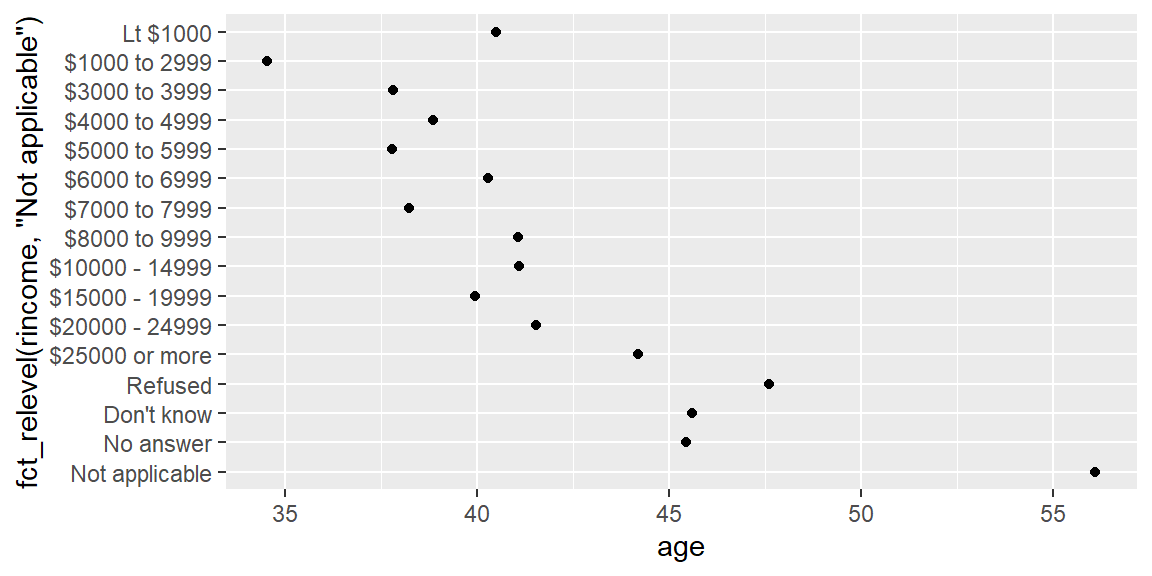 fct_relevel(rincome, "Not applicable")
Lt $1000
$1000 to 2999
$3000 to 3999
$4000 to 4999
$5000 to 5999
$6000 to 6999
$7000 to 7999
$8000 to 9999
$10000 - 14999
$15000 - 19999
$20000 - 24999
$25000 or more
Refused
Don't know
No answer
Not applicable
35 40 45 50 55
age